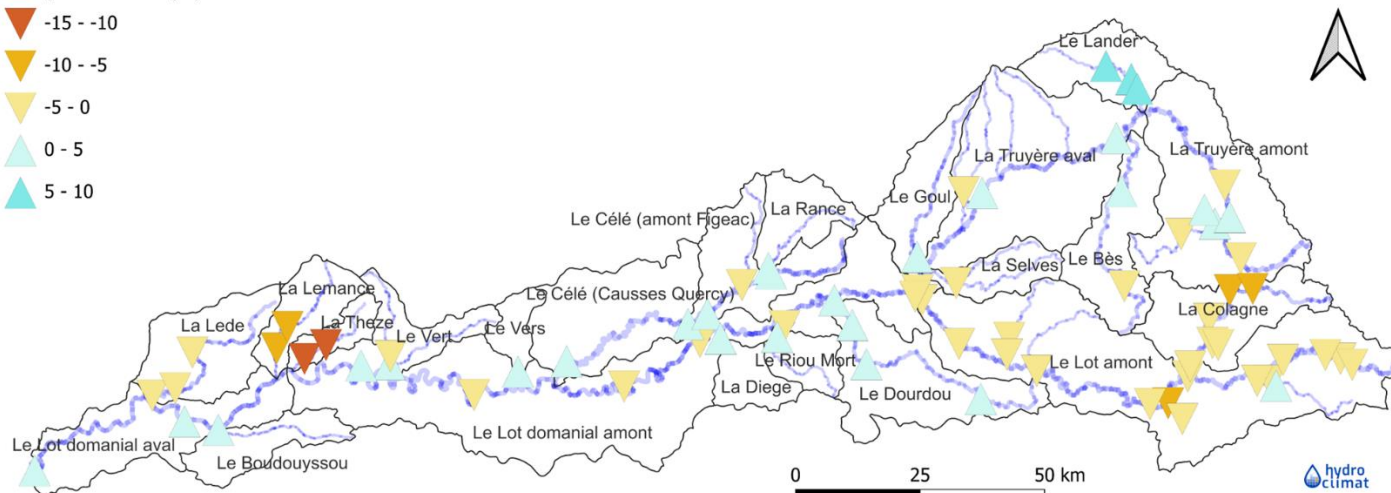 -15 - -10
-10 - -5
-5 - 0
0 - 5
5 - 10
Le Lander
La Truyère aval
La Truyère amont
Le Goul
La Rance
Le Célé (amont Figeac)
La Selves
Le Bès
La Lemance
Le Célé (Causses Quercy)
La Colagne
La Lede
La Theze
Le Vert
Le Vers
Le Riou Mort
Le Lot amont
La Diege
Le Dourdou
Le Lot domanial aval
Le Lot domanial amont
Le Boudouyssou
0 25 50 km
hydro
climat